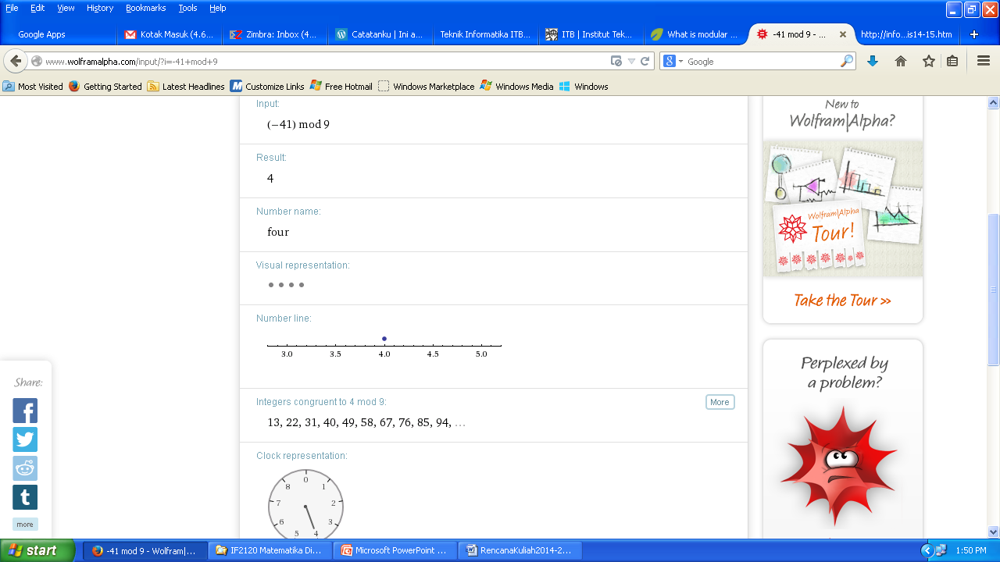 File Edit View History Bookmarks Tools Help
Google Apps
Kotak Masuk (4.6...
Zimbra: Inbox (4...
Catatanku | Ini a...
Teknik Informatika ITB...
ITB | Institut Tek...
What is modular ...
-41 mod 9 - ...
http://info...is14-15.htm
www.wolframalpha.com/input/?i=-41+mod+9
Google
Most Visited Getting Started Latest Headlines Customize Links Free Hotmail Windows Marketplace Windows Media Windows
Input:
(−41) mod 9
Result:
4
Number name:
four
Visual representation:
Number line:
3.0 3.5 4.0 4.5 5.0
Integers congruent to 4 mod 9:
More
13, 22, 31, 40, 49, 58, 67, 76, 85, 94, ...
Clock representation:
0
8 1
7 2
6 3
5 4
New to
Wolfram|Alpha?
Wolfram|Alpha
Tour!
Take the Tour >>
Perplexed by
a problem?
Share:
more
start
-41 mod 9 - Wolfram|...
IF2120 Matematika Di...
Microsoft PowerPoint ...
RencanaKuliah2014-2...
1:50 PM